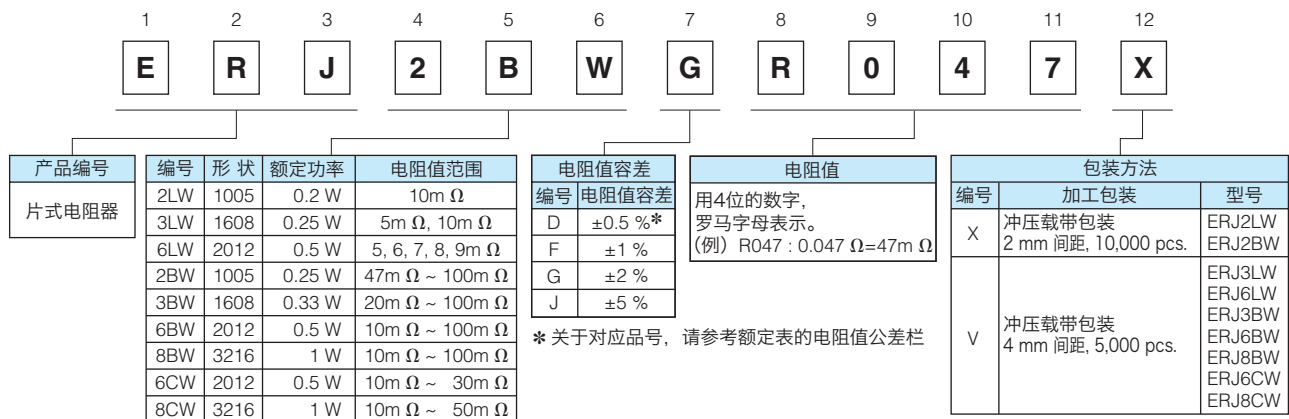 1 2 3 4 5 6 7 8 9 10 11 12
E R J 2 B W G R 0 4 7 X
产品编号
片式电阻器
编号 形 状 额定功率 电阻值范围
2LW 1005 0.2 W 10m Ω
3LW 1608 0.25 W 5m Ω, 10m Ω
6LW 2012 0.5 W 5, 6, 7, 8, 9m Ω
2BW 1005 0.25 W 47m Ω ~ 100m Ω
3BW 1608 0.33 W 20m Ω ~ 100m Ω
6BW 2012 0.5 W 10m Ω ~ 100m Ω
8BW 3216 1 W 10m Ω ~ 100m Ω
6CW 2012 0.5 W 10m Ω ~ 30m Ω
8CW 3216 1 W 10m Ω ~ 50m Ω
电阻值容差
编号 电阻值容差
D ±0.5 %*
F ±1 %
G ±2 %
J ±5 %
* 关于对应品号，请参考额定表的电阻值公差栏
电阻值
用4位的数字，
罗马字母表示。
(例) R047 : 0.047 Ω=47m Ω
包装方法
编号 加工包装 型号
X 冲压载带包装
2 mm 间距, 10,000 pcs.
ERJ2LW
ERJ2BW
V 冲压载带包装
4 mm 间距, 5,000 pcs.
ERJ3LW
ERJ6LW
ERJ3BW
ERJ6BW
ERJ8BW
ERJ6CW
ERJ8CW